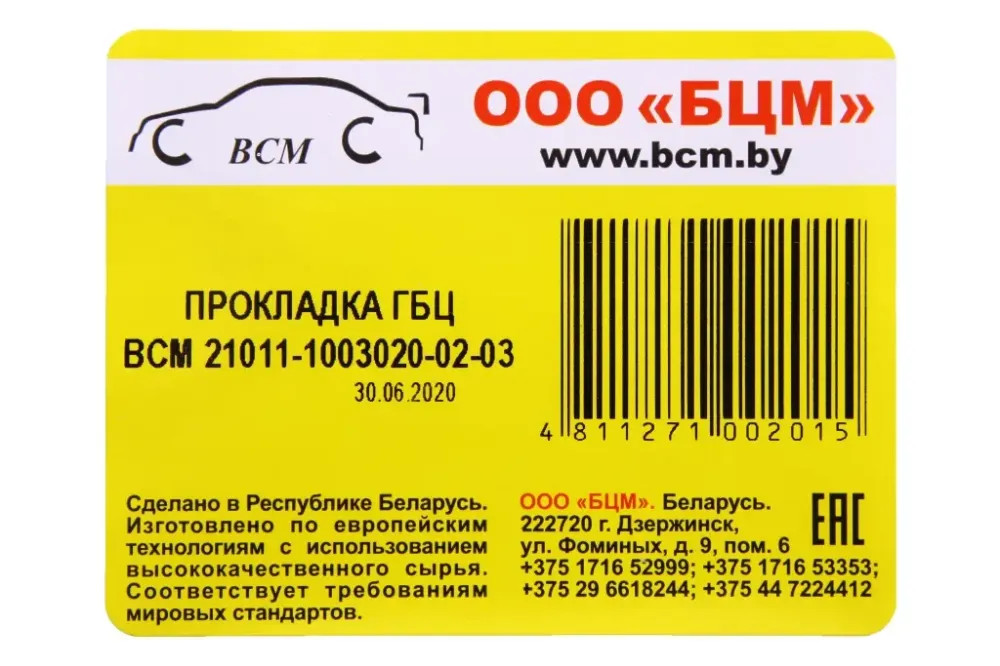 BCM
ООО «БЦМ»
www.bcm.by
ПРОКЛАДКА ГБЦ
BCM 21011-1003020-02-03
30.06.2020
4 811271 002015
Сделано в Республике Беларусь.
Изготовлено по европейским
технологиям с использованием
высококачественного сырья.
Соответствует требованиям
мировых стандартов.
ООО «БЦМ». Беларусь.
222720 г. Дзержинск,
ул. Фоминых, д. 9, пом. 6
+375 1716 52999; +375 1716 53353;
+375 29 6618244; +375 44 7224412
EAC